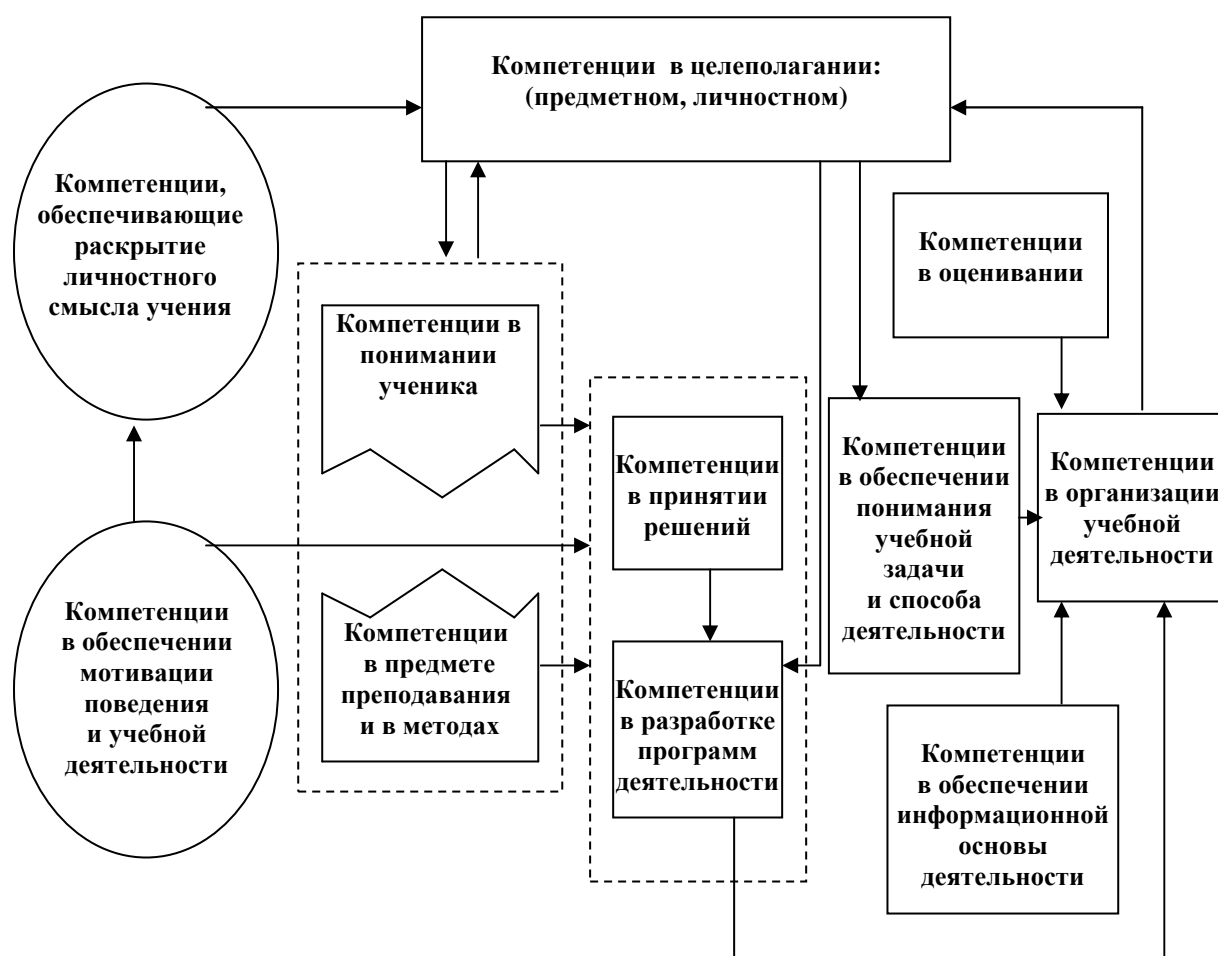 Компетенции в целеполагании:
(предметном, личностном)
Компетенции,
обеспечивающие
раскрытие
личностного
смысла учения
Компетенции
в оценивании
Компетенции в
понимании
ученика
Компетенции
в принятии
решений
Компетенции
в обеспечении
понимания
учебной
задачи
и способа
деятельности
Компетенции
в организации
учебной
деятельности
Компетенции
в обеспечении
мотивации
поведения
и учебной
деятельности
Компетенции
в предмете
преподавания
и в методах
Компетенции
в разработке
программ
деятельности
Компетенции
в обеспечении
информационной
основы
деятельности